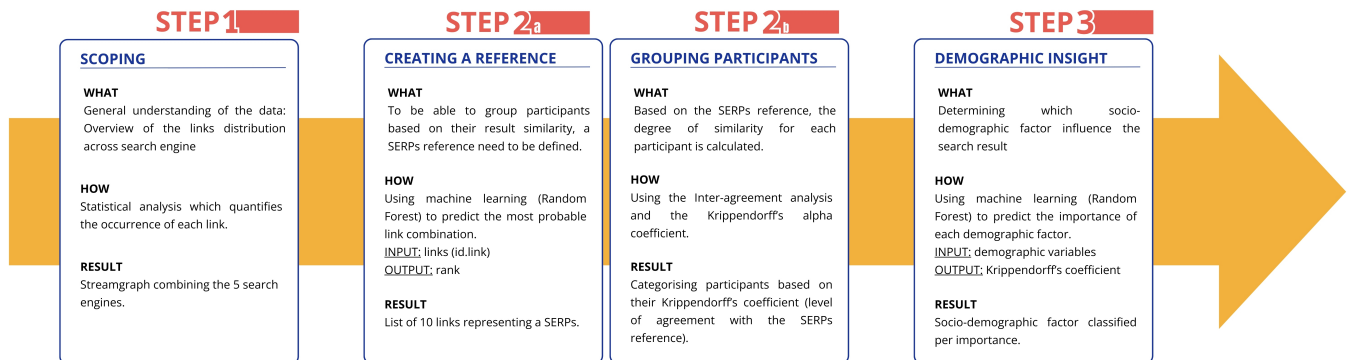 STEP 1
SCOPING
WHAT
General understanding of the data:
Overview of the links distribution
across search engine
HOW
Statistical analysis which quantifies
the occurrence of each link.
RESULT
Streamgraph combining the 5 search
engines.
STEP 2a
CREATING A REFERENCE
WHAT
To be able to group participants
based on their result similarity, a
SERPs reference need to be defined.
HOW
Using machine learning (Random
Forest) to predict the most probable
link combination.
INPUT: links (id.link)
OUTPUT: rank
RESULT
List of 10 links representing a SERPs.
STEP 2b
GROUPING PARTICIPANTS
WHAT
Based on the SERPs reference, the
degree of similarity for each
participant is calculated.
HOW
Using the Inter-agreement analysis
and the Krippendorff's alpha
coefficient.
RESULT
Categorising participants based on
their Krippendorff's coefficient (level
of agreement with the SERPs
reference).
STEP 3
DEMOGRAPHIC INSIGHT
WHAT
Determining which socio-
demographic factor influence the
search result
HOW
Using machine learning (Random
Forest) to predict the importance of
each demographic factor.
INPUT: demographic variables
OUTPUT: Krippendorff's coefficient
RESULT
Socio-demographic factor classified
per importance.